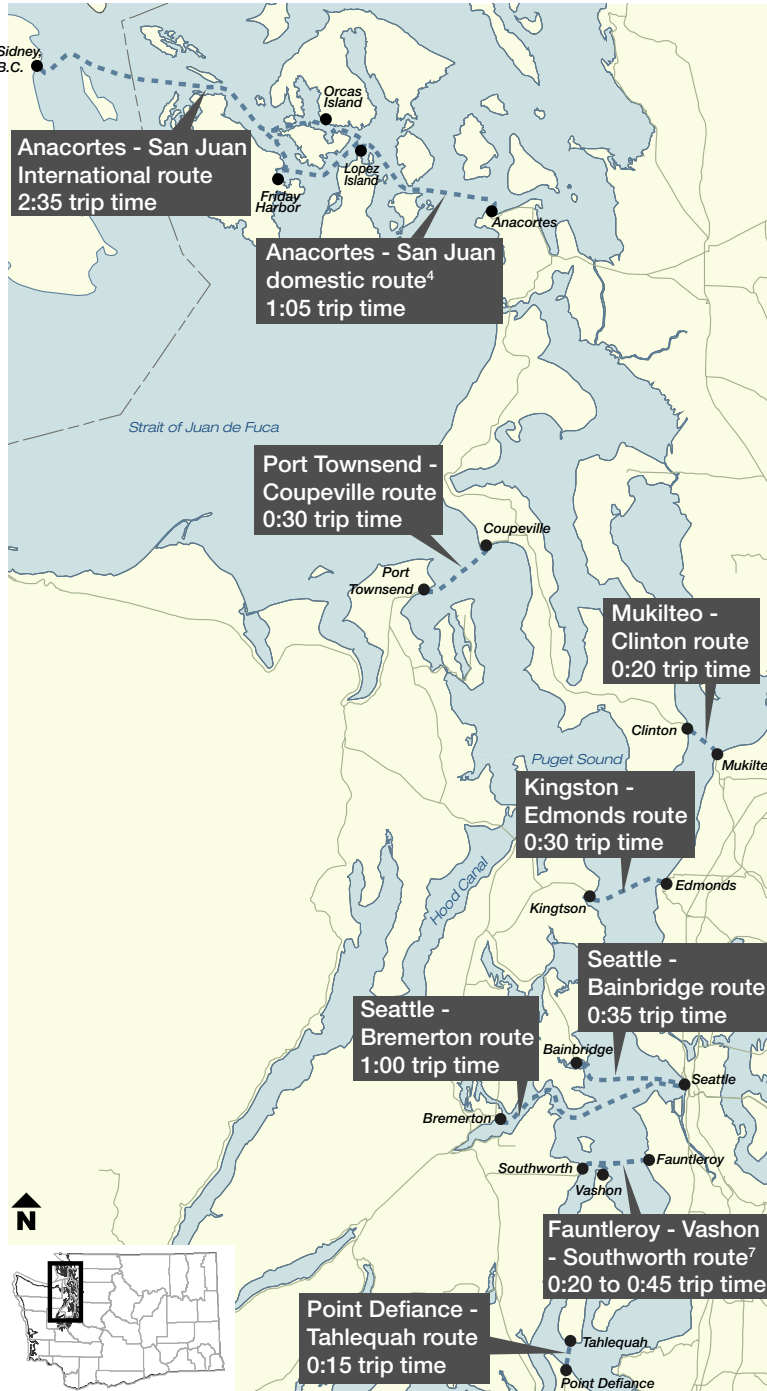 Sidney,
B.C.
Orcas
Island
Anacortes - San Juan
International route
2:35 trip time
Lopez
Island
Friday
Harbor
Anacortes
Anacortes - San Juan
domestic route⁴
1:05 trip time
Strait of Juan de Fuca
Port Townsend -
Coupeville route
0:30 trip time
Coupeville
Port
Townsend
Mukilteo -
Clinton route
0:20 trip time
Clinton
Mukilte
Puget Sound
Kingston -
Edmonds route
0:30 trip time
Hood Canal
Edmonds
Kingtson
Seattle -
Bainbridge route
0:35 trip time
Seattle -
Bremerton route
1:00 trip time
Bainbridge
Seattle
Bremerton
Southworth
Fauntleroy
Vashon
N
Fauntleroy - Vashon
- Southworth route⁷
0:20 to 0:45 trip time
Point Defiance -
Tahlequah route
0:15 trip time
Tahlequah
Point Defiance